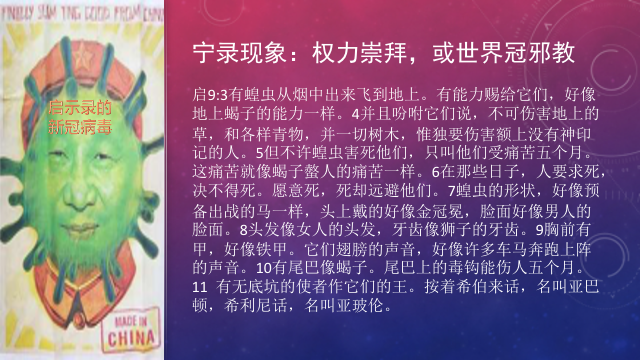 FINALLY SUM TING GOOD FROM CHINO
启示录的
新冠病毒
MADE IN
CHINA
宁录现象：权力崇拜，或世界冠邪教
启9:3有蝗虫从烟中出来飞到地上。有能力赐给它们，好像
地上蝎子的能力一样。4并且吩咐它们说，不可伤害地上的
草，和各样青物，并一切树木，惟独要伤害额上没有神印
记的人。5但不许蝗虫害死他们，只叫他们受痛苦五个月。
这痛苦就像蝎子螫人的痛苦一样。6在那些日子，人要求死，
决不得死。愿意死，死却远避他们。7蝗虫的形状，好像预
备出战的马一样，头上戴的好像金冠冕，脸面好像男人的
脸面。8头发像女人的头发，牙齿像狮子的牙齿。9胸前有
甲，好像铁甲。它们翅膀的声音，好像许多车马奔跑上阵
的声音。10有尾巴像蝎子。尾巴上的毒钩能伤人五个月。
11 有无底坑的使者作它们的王。按着希伯来话，名叫亚巴
顿，希利尼话，名叫亚玻伦。